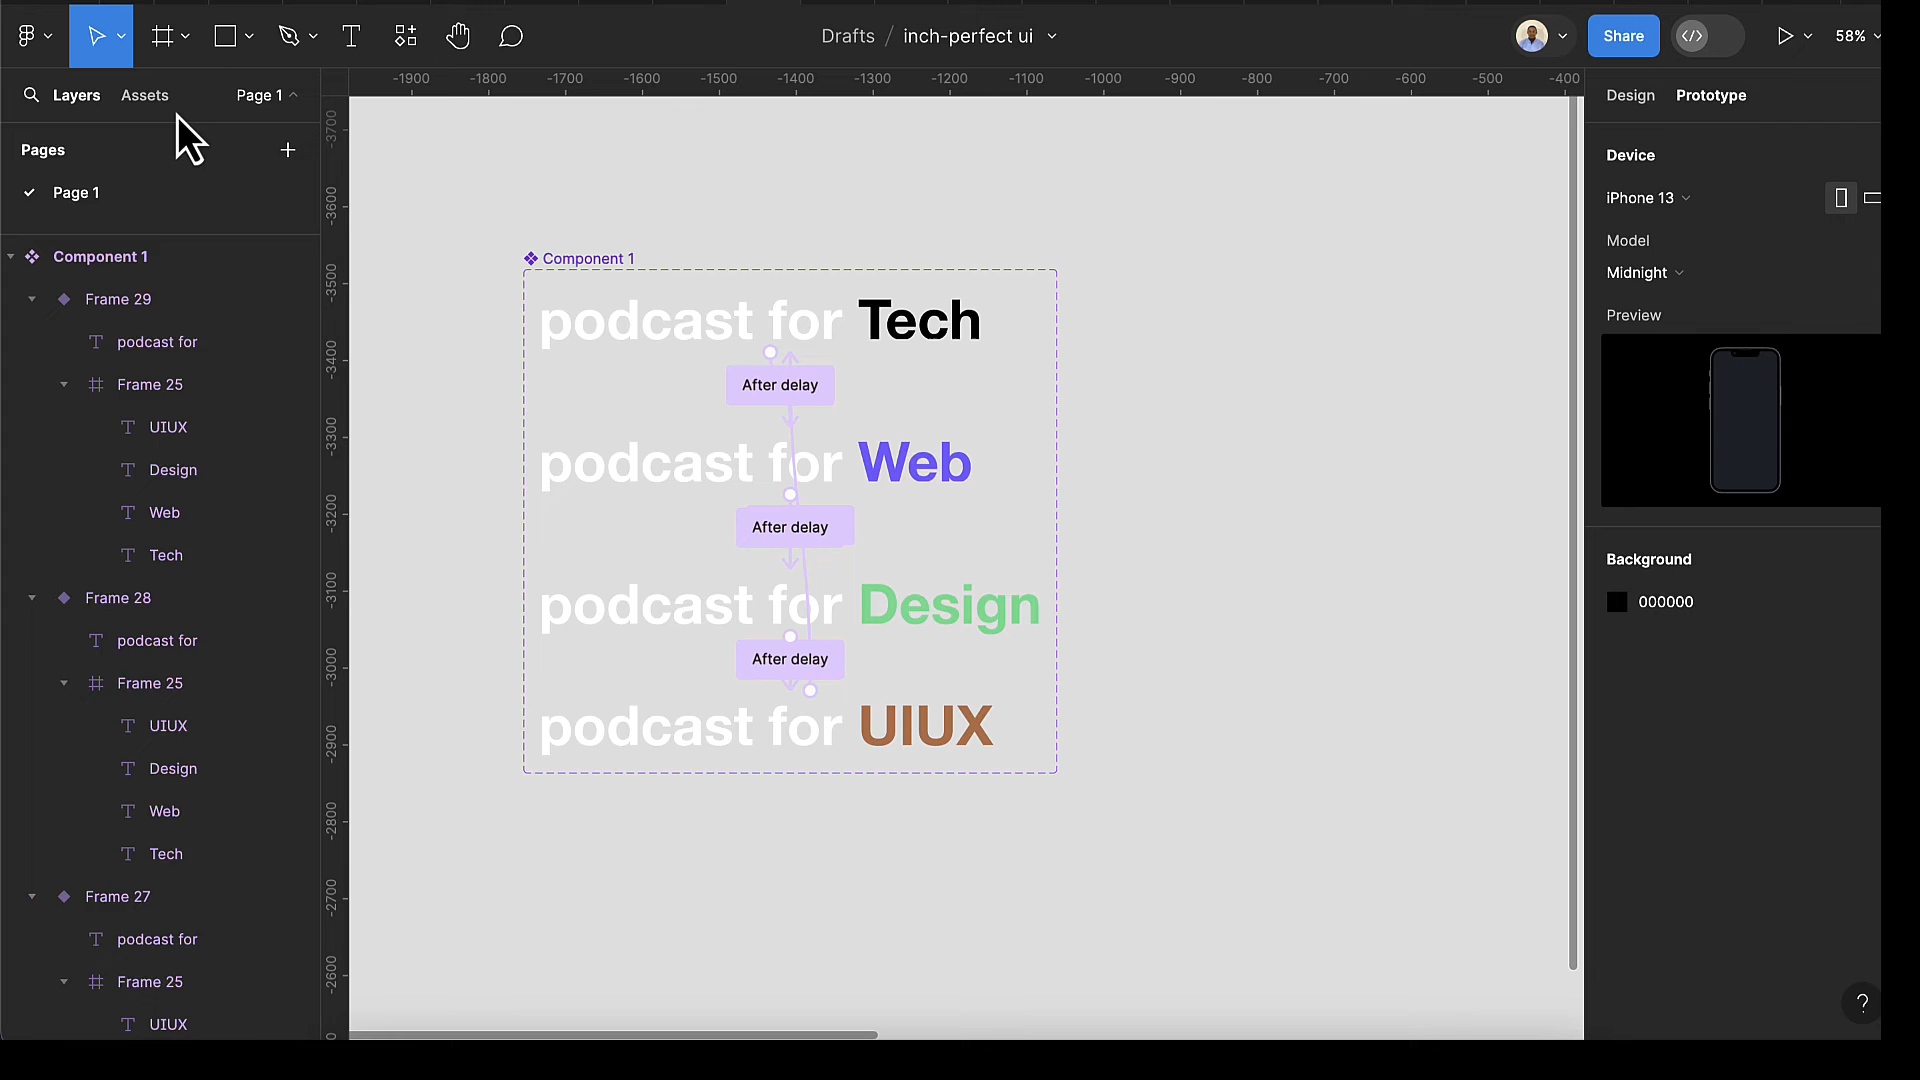 Drafts / inch-perfect ui
Share
58%
Layers
Assets
Page 1
Pages
Page 1
Component 1
Frame 29
podcast for
Frame 25
UIUX
Design
Web
Tech
Frame 28
podcast for
Frame 25
UIUX
Design
Web
Tech
Frame 27
podcast for
Frame 25
UIUX
-1900 -1800 -1700 -1600 -1500 -1400 -1300 -1200 -1100 -1000 -900 -800 -700 -600 -500 -400
-3700
-3600
-3500
-3400
-3300
-3200
-3100
-3000
-2900
-2800
-2700
-2600
Component 1
podcast for Tech
After delay
podcast for Web
After delay
podcast for Design
After delay
podcast for UIUX
Design
Prototype
Device
iPhone 13
Model
Midnight
Preview
Background
000000
?